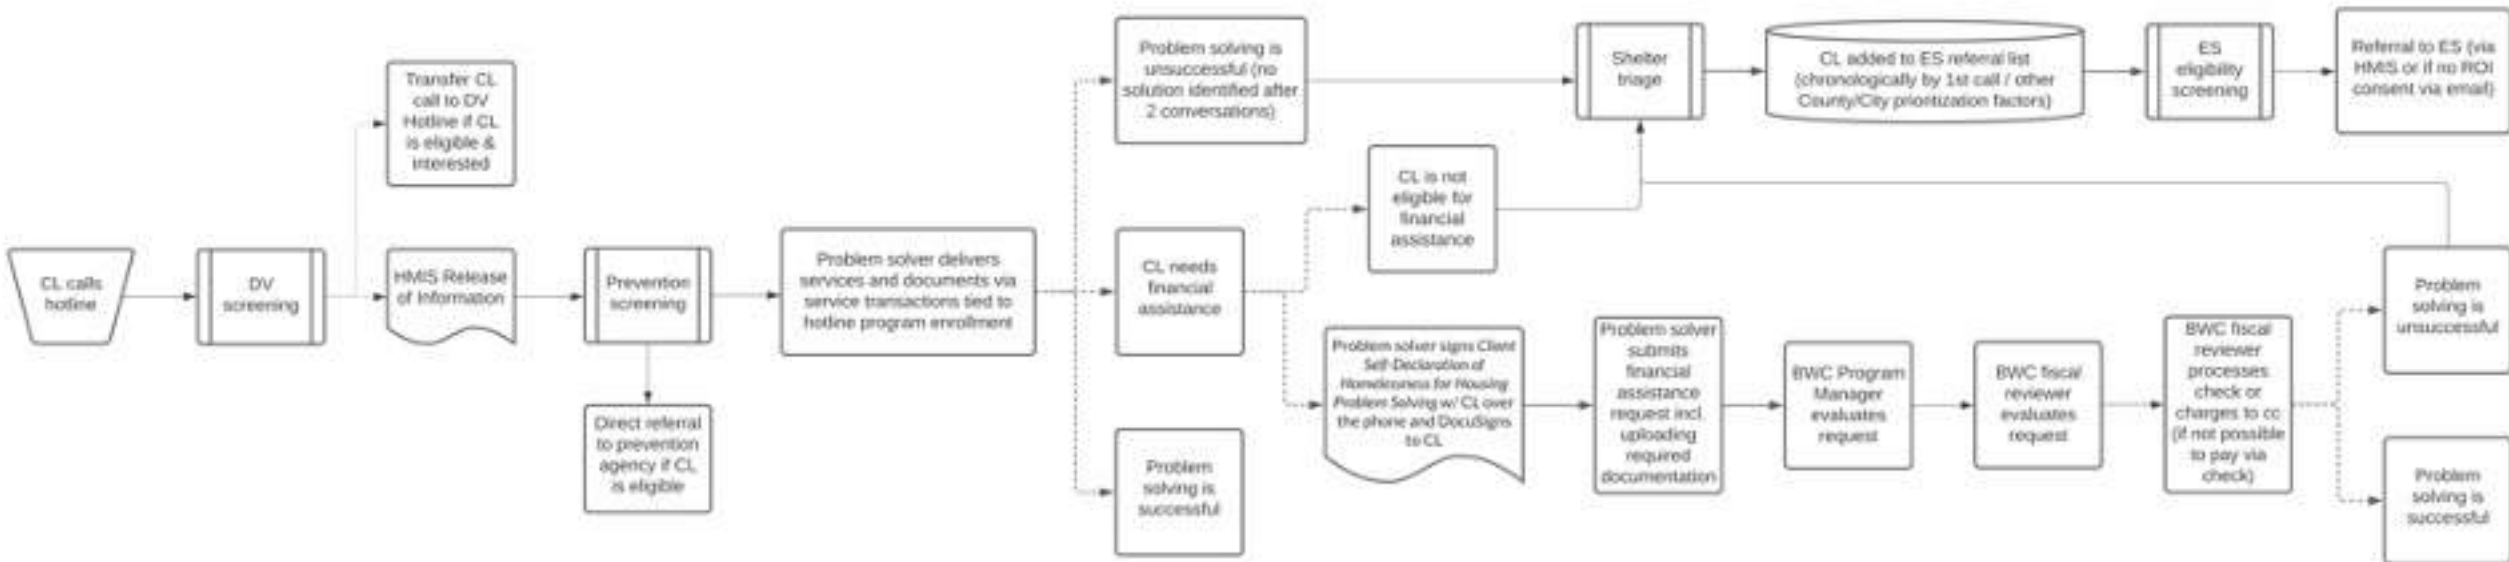 CL calls
hotline
DV
screening
Transfer CL
call to DV
Hotline if CL
is eligible &
interested
HMIS Release
of Information
Prevention
screening
Direct referral
to prevention
agency if CL
is eligible
Problem solver delivers
services and documents via
service transactions tied to
hotline program enrollment
Problem solving is
unsuccessful (no
solution identified after
2 conversations)
CL needs
financial
assistance
Problem
solving is
successful
CL is not
eligible for
financial
assistance
Problem solver signs Client
Self-Declaration of
Homelessness for Housing
Problem Solving w/ CL over
the phone and DocuSigns
to CL
Problem solver
submits
financial
assistance
request incl.
uploading
required
documentation
BWC Program
Manager
evaluates
request
BWC fiscal
reviewer
evaluates
request
BWC fiscal
reviewer
processes
check or
charges to cc
(if not possible
to pay via
check)
Problem
solving is
unsuccessful
Problem
solving is
successful
Shelter
triage
CL added to ES referral list
(chronologically by 1st call / other
County/City prioritization factors)
ES
eligibility
screening
Referral to ES (via
HMIS or if no ROI
consent via email)